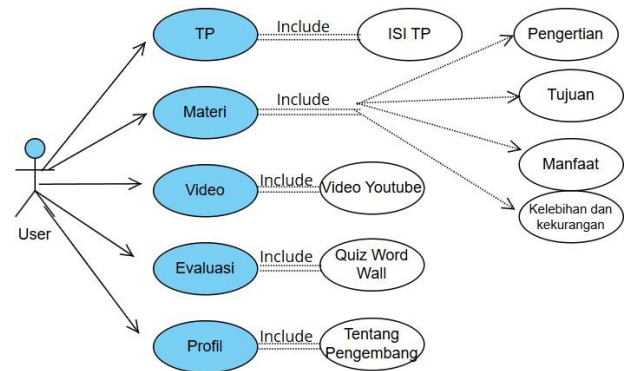 TP
Include
ISI TP
Pengertian
Materi
Include
Tujuan
Manfaat
Kelebihan dan
kekurangan
User
Video
Include
Video Youtube
Evaluasi
Include
Quiz Word
Wall
Profil
Include
Tentang
Pengembang